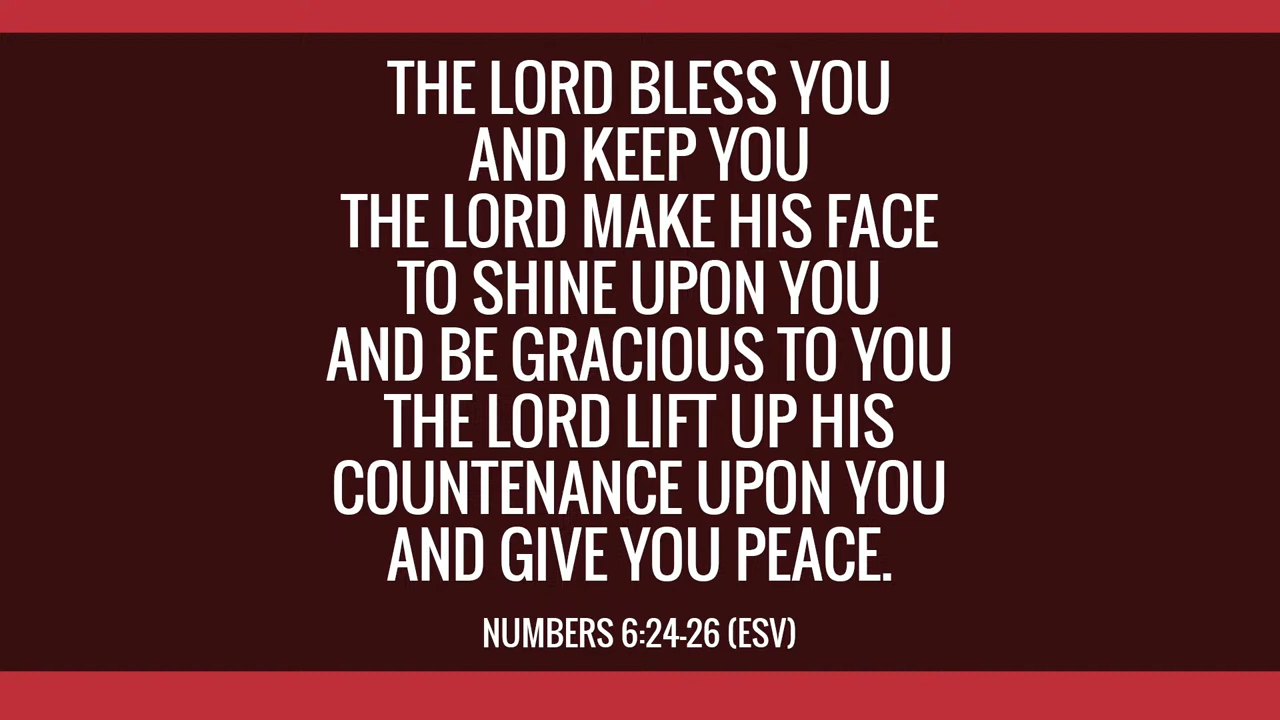 THE LORD BLESS YOU
AND KEEP YOU
THE LORD MAKE HIS FACE
TO SHINE UPON YOU
AND BE GRACIOUS TO YOU
THE LORD LIFT UP HIS
COUNTENANCE UPON YOU
AND GIVE YOU PEACE.
NUMBERS 6:24-26 (ESV)